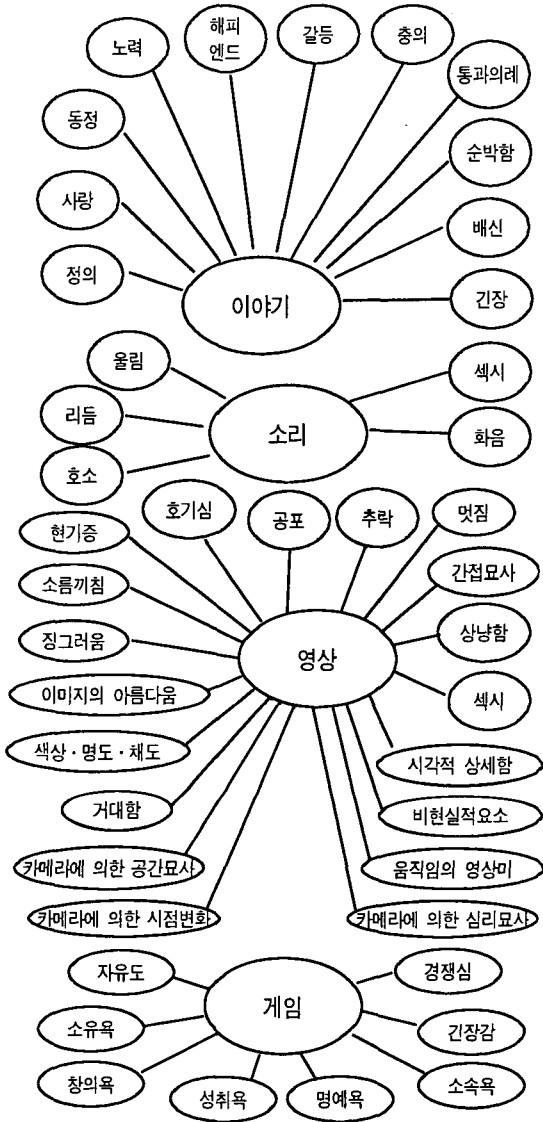 노력
해피
엔드
갈등
충의
통과의례
동정
순박함
사랑
배신
정의
이야기
긴장
울림
섹시
리듬
소리
화음
호소
호기심
공포
추락
멋짐
현기증
간접묘사
소름끼침
상냥함
징그러움
영상
이미지의 아름다움
섹시
색상·명도·채도
시각적 상세함
거대함
비현실적요소
카메라에 의한 공간묘사
움직임의 영상미
카메라에 의한 시점변화
카메라에 의한 심리묘사
자유도
경쟁심
게임
소유욕
긴장감
창의욕
성취욕
명예욕
소속욕